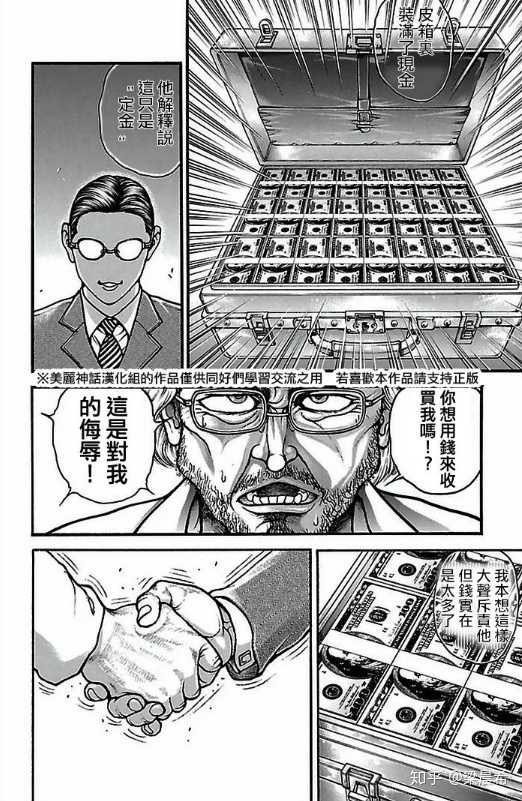 皮箱裏
裝滿了現金
他解釋說
這只是
"定金"
※美麗神話漢化組的作品僅供同好們學習交流之用　若喜歡本作品請支持正版
你想用錢來收
買我嗎！？
這是對我
的侮辱！
我本想這樣
大聲斥責他
但錢實在
是太多了
知乎 @梁晨希